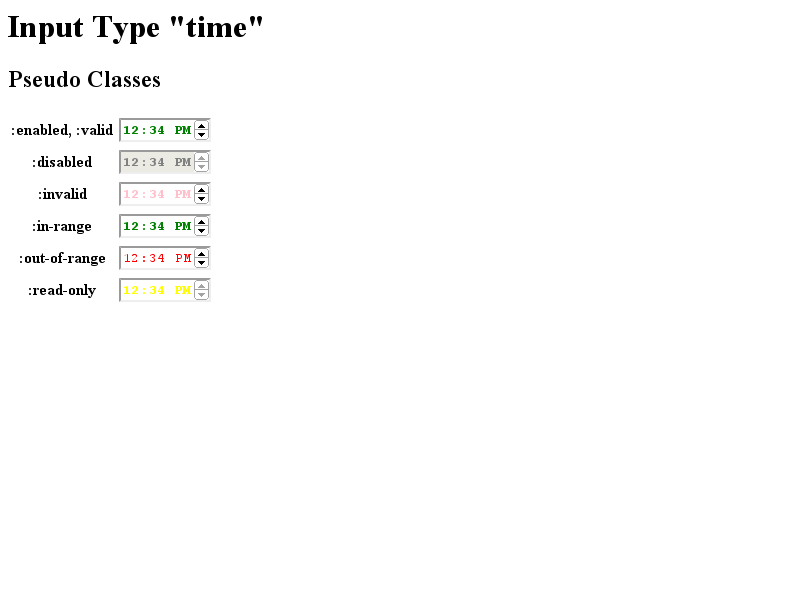 Input Type "time"
Pseudo Classes
:enabled, :valid 12:34 PM
:disabled 12:34 PM
:invalid 12:34 PM
:in-range 12:34 PM
:out-of-range 12:34 PM
:read-only 12:34 PM